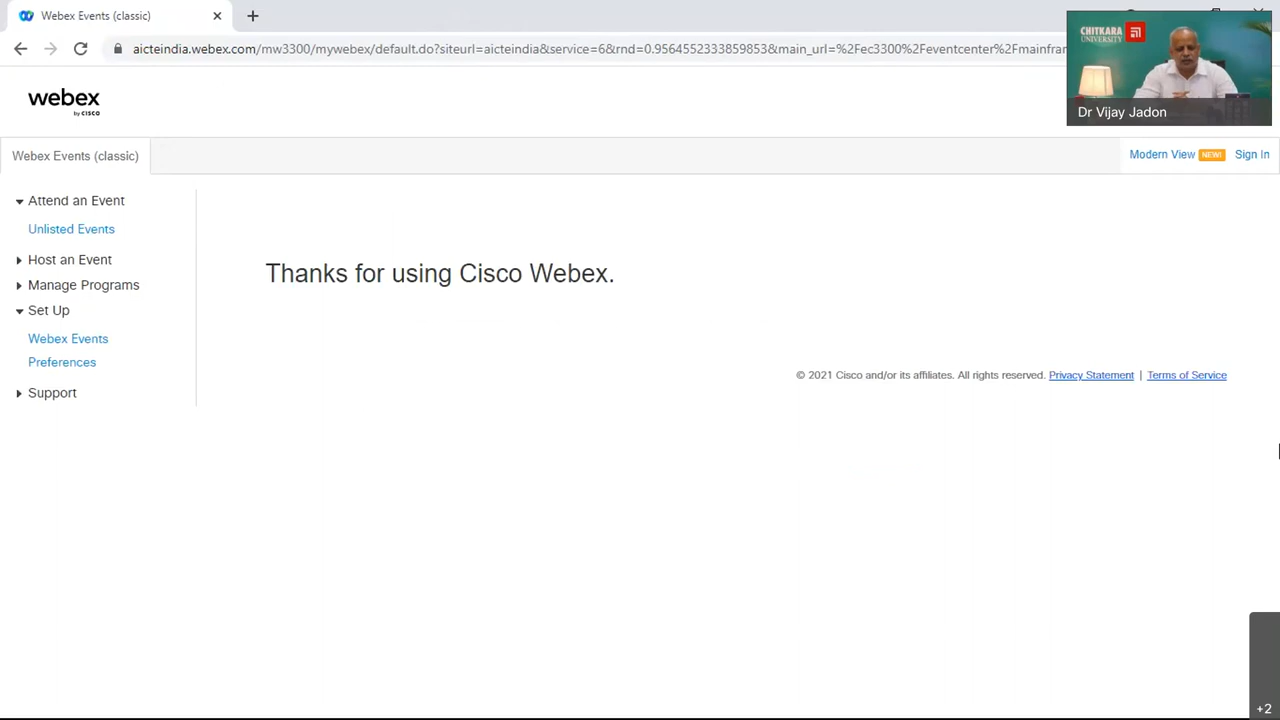 Webex Events (classic)
aicteindia.webex.com/mw3300/mywebex/default.do?siteurl=aicteindia&service=6&rnd=0.9564552333859853&main_url=%2Fec3300%2Feventcenter%2Fmainfram
CHITKARA
UNIVERSITY
Dr Vijay Jadon
webex
by CISCO
Webex Events (classic)
Modern View NEW! Sign In
Attend an Event
Unlisted Events
Host an Event
Manage Programs
Set Up
Webex Events
Preferences
Support
Thanks for using Cisco Webex.
© 2021 Cisco and/or its affiliates. All rights reserved. Privacy Statement | Terms of Service
+2